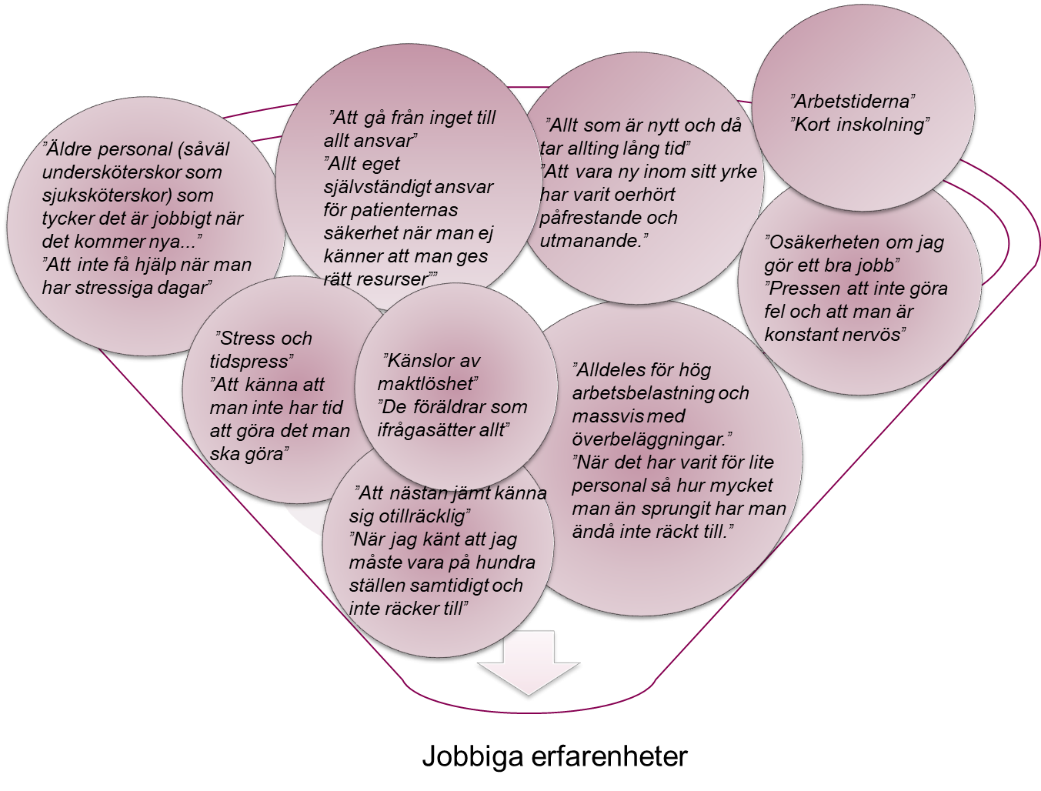 ”Äldre personal (såväl
undersköterskor som
sjuksköterskor) som
tycker det är jobbigt när
det kommer nya...”
”Att inte få hjälp när man
har stressiga dagar”
”Att gå från inget till
allt ansvar”
”Allt eget
självständigt ansvar
för patienternas
säkerhet när man ej
känner att man ges
rätt resurser””
”Allt som är nytt och då
tar allting lång tid”
”Att vara ny inom sitt yrke
har varit oerhört
påfrestande och
utmanande.”
”Arbetstiderna”
”Kort inskolning”
”Osäkerheten om jag
gör ett bra jobb”
”Pressen att inte göra
fel och att man är
konstant nervös”
”Stress och
tidspress”
”Att känna att
man inte har tid
att göra det man
ska göra”
”Känslor av
maktlöshet”
”De föräldrar som
ifrågasätter allt”
”Alldeles för hög
arbetsbelastning och
massvis med
överbeläggningar.”
”När det har varit för lite
personal så hur mycket
man än sprungit har man
ändå inte räckt till.”
”Att nästan jämt känna
sig otillräcklig”
”När jag känt att jag
måste vara på hundra
ställen samtidigt och
inte räcker till”
Jobbiga erfarenheter